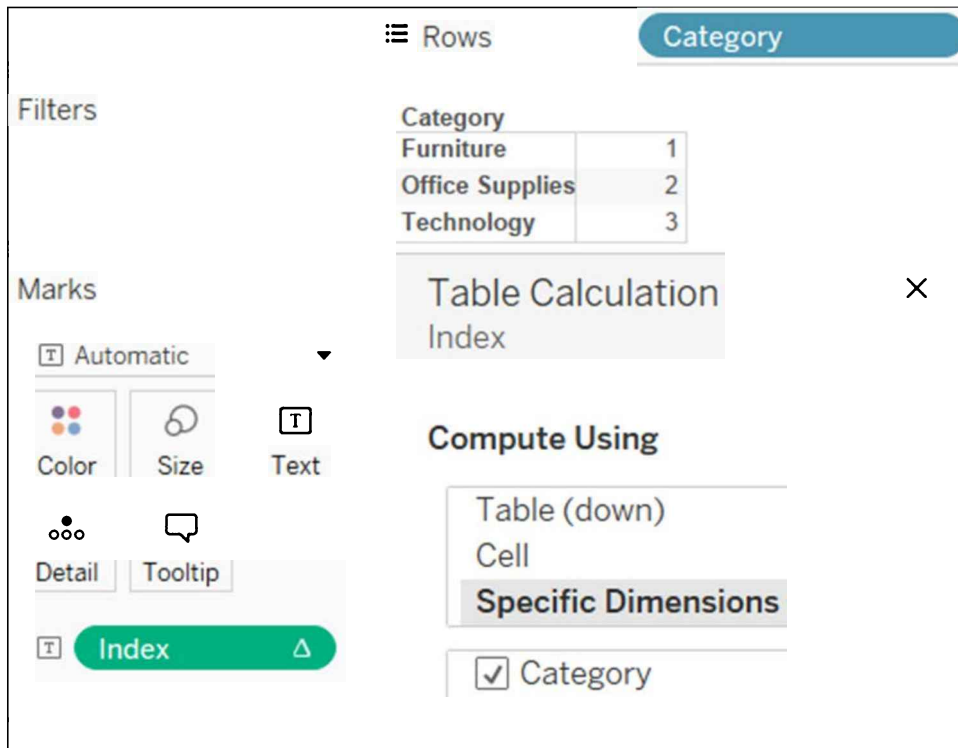 Rows Category
Filters
Category
Furniture 1
Office Supplies 2
Technology 3
Marks
Table Calculation
Index
T Automatic
T
Color Size Text
Compute Using
Table (down)
Cell
Specific Dimensions
Detail Tooltip
T Index Δ
Category